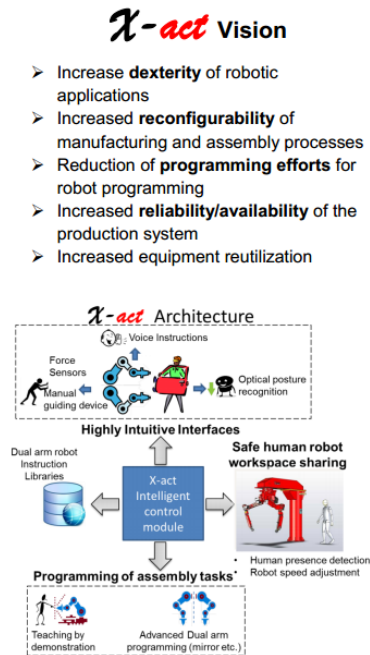 X-act Vision
➢ Increase dexterity of robotic
applications
➢ Increased reconfigurability of
manufacturing and assembly processes
➢ Reduction of programming efforts for
robot programming
➢ Increased reliability/availability of the
production system
➢ Increased equipment reutilization
X-act Architecture
Voice Instructions
Force
Sensors
Manual
guiding device
Optical posture
recognition
Highly Intuitive Interfaces
Dual arm robot
Instruction
Libraries
X-act
Intelligent
control
module
Safe human robot
workspace sharing
• Human presence detection
• Robot speed adjustment
Programming of assembly tasks
Teaching by
demonstration
Advanced Dual arm
programming (mirror etc.)